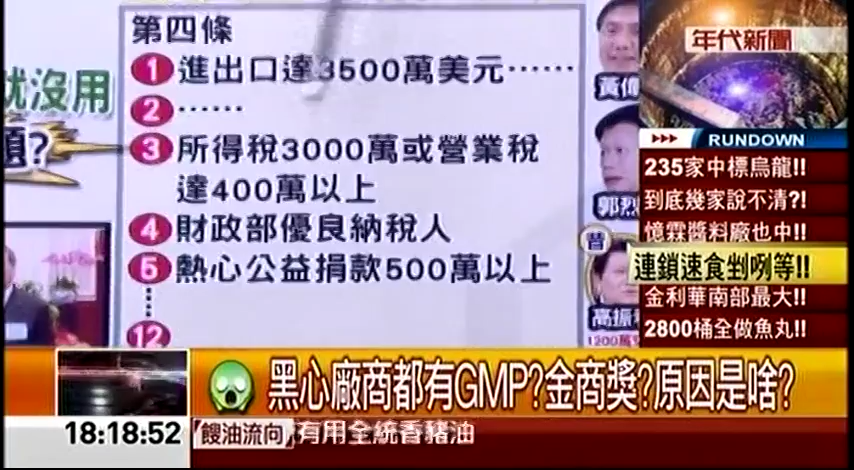 第四條
1 進出口達3500萬美元……
2 ……
3 所得稅3000萬或營業稅
達400萬以上
4 財政部優良納稅人
5 熱心公益捐款500萬以上
12
沒用
?
黃
郭烈
昔
高振
年代新聞
RUNDOWN
235家中標烏龍!!
到底幾家說不清?!
憶霖醬料廠也中!!
連鎖速食剉咧等!!
金利華南部最大!!
2800桶全做魚丸!!
黑心廠商都有GMP?金商獎?原因是啥?
18:18:52
餿油流向
有用全統香豬油